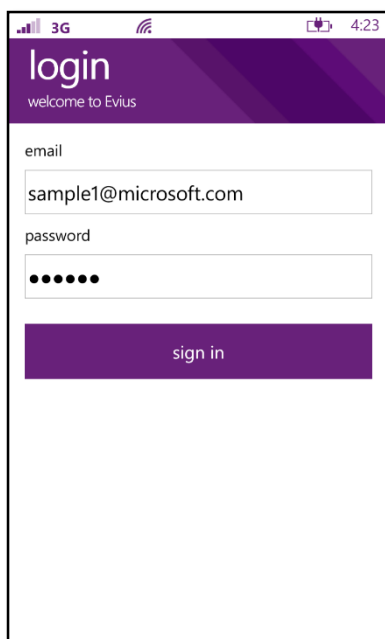 3G 4:23
login
welcome to Evius
email
sample1@microsoft.com
password
●●●●●●
sign in